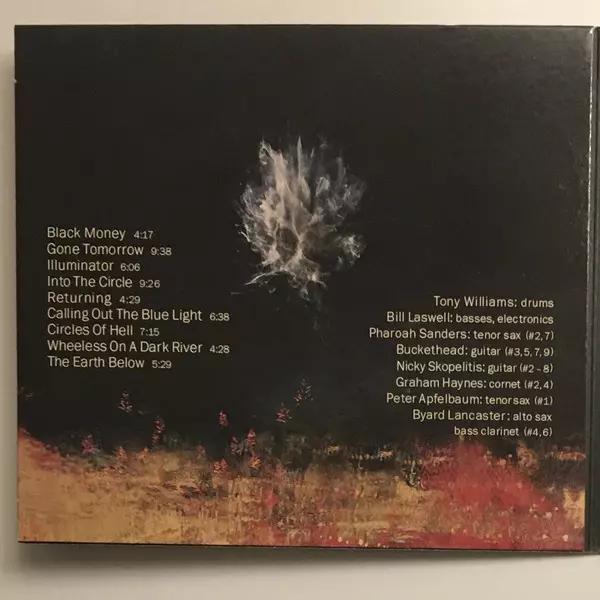 Black Money 4:17
Gone Tomorrow 9:38
Illuminator 6:06
Into The Circle 9:26
Returning 4:29
Calling Out The Blue Light 6:38
Circles Of Hell 7:15
Wheeless On A Dark River 4:28
The Earth Below 5:29
Tony Williams: drums
Bill Laswell: basses, electronics
Pharoah Sanders: tenor sax (#2, 7)
Buckethead: guitar (#3, 5, 7, 9)
Nicky Skopelitis: guitar (#2 - 8)
Graham Haynes: cornet (#2, 4)
Peter Apfelbaum: tenor sax (#1)
Byard Lancaster: alto sax
bass clarinet (#4, 6)